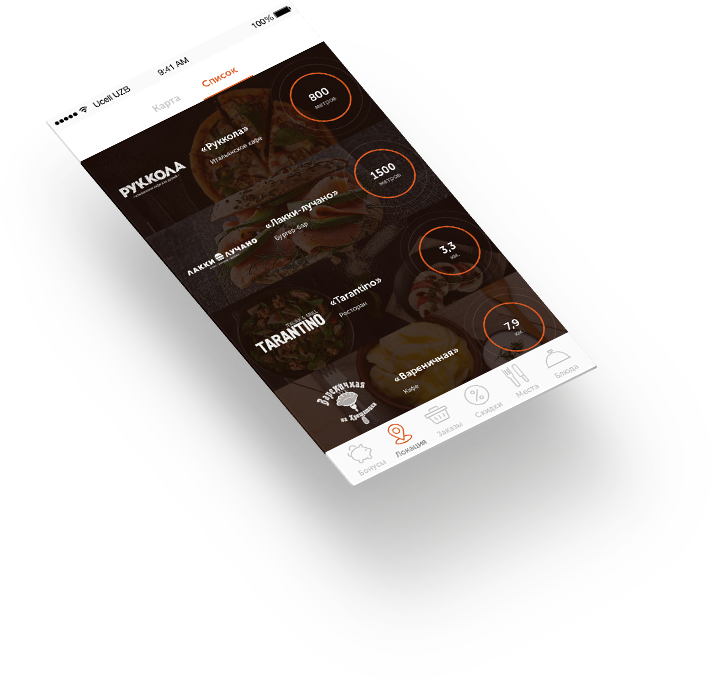 Ucell UZB 9:41 AM 100%
Карта Список
РУККОЛА
«Руккола»
Итальянское кафе
800
метров
ЛАККИ ЛУЧАНО
«Лакки-лучано»
Бургер-бар
1500
метров
TARANTINO
«Tarantino»
Ресторан
3,3
км.
Вареничная
на Хрещатике
«Вареничная»
Кафе
7,9
км
Бонусы Локация Заказы Скидки Места Блюда